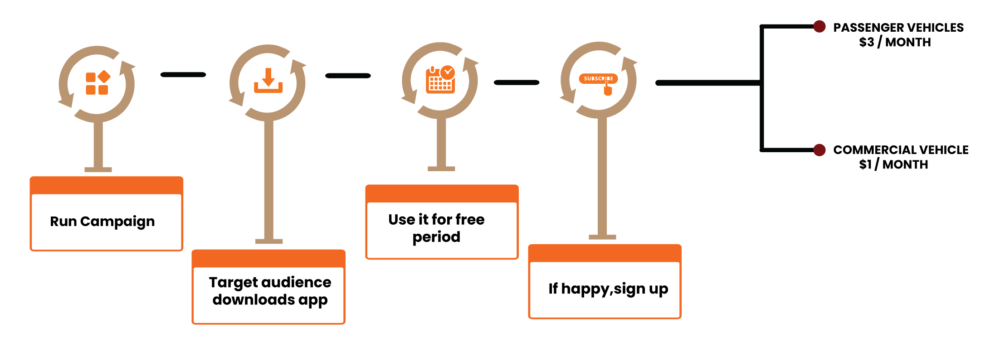 Run Campaign
Target audience
downloads app
Use it for free
period
SUBSCRIBE
If happy,sign up
PASSENGER VEHICLES
$3 / MONTH
COMMERCIAL VEHICLE
$1 / MONTH